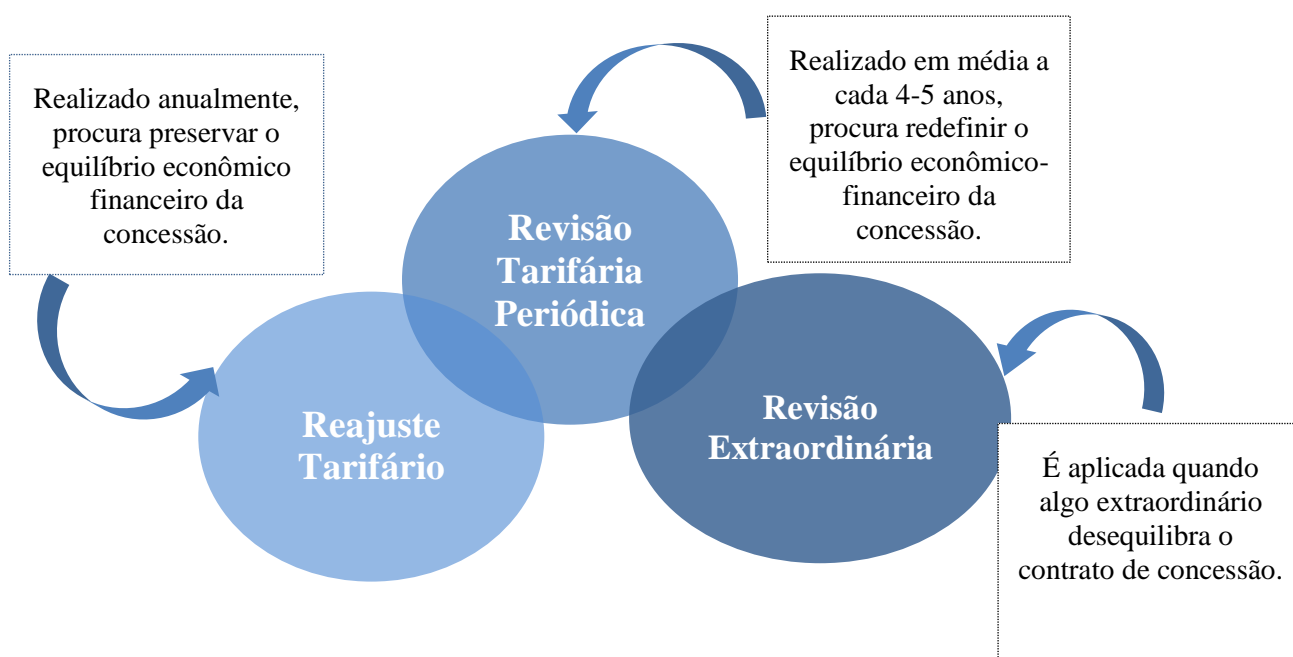 Realizado anualmente,
procura preservar o
equilíbrio econômico
financeiro da
concessão.
Realizado em média a
cada 4-5 anos,
procura redefinir o
equilíbrio econômico-
financeiro da
concessão.
Revisão
Tarifária
Periódica
Reajuste
Tarifário
Revisão
Extraordinária
É aplicada quando
algo extraordinário
desequilibra o
contrato de concessão.